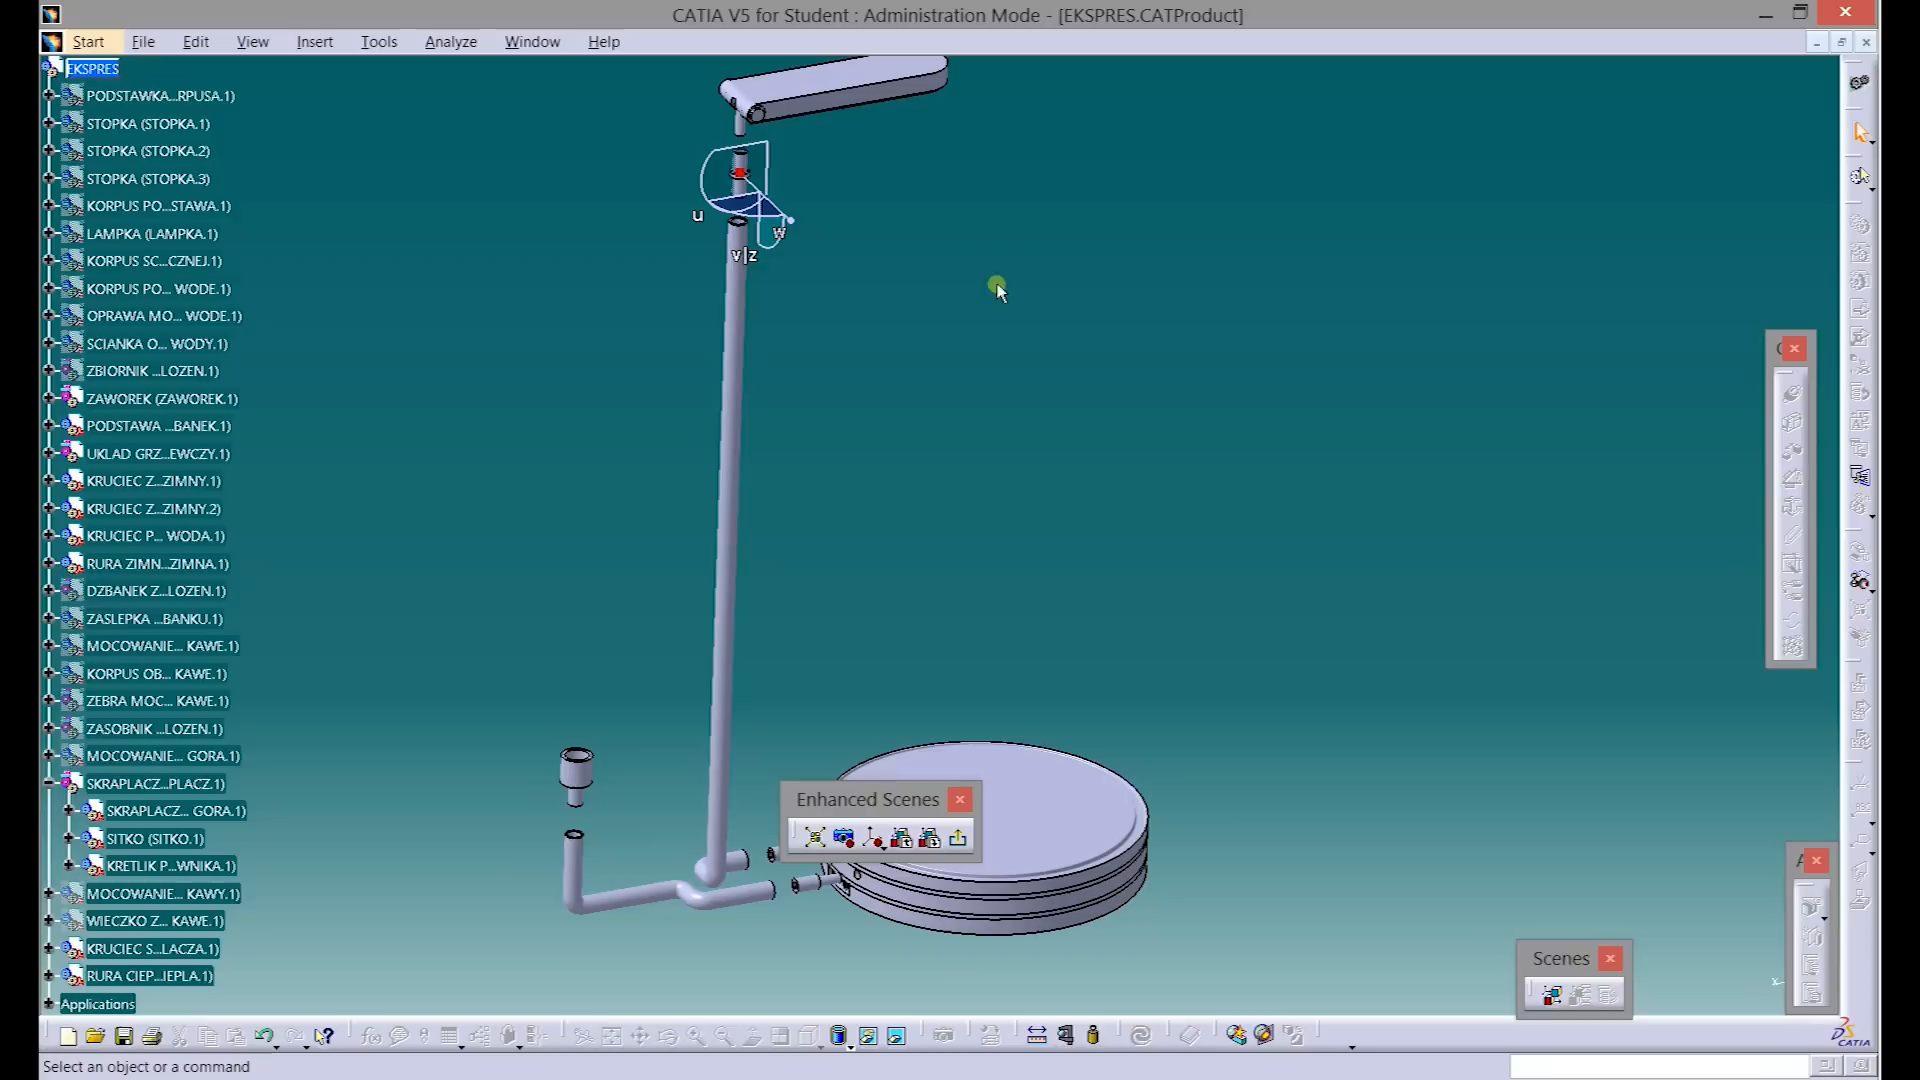 CATIA V5 for Student : Administration Mode - [EKSPRES.CATProduct]
Start File Edit View Insert Tools Analyze Window Help
EKSPRES
PODSTAWKA...RPUSA.1)
STOPKA (STOPKA.1)
STOPKA (STOPKA.2)
STOPKA (STOPKA.3)
KORPUS PO...STAWA.1)
LAMPKA (LAMPKA.1)
KORPUS SC...CZNEJ.1)
KORPUS PO... WODE.1)
OPRAWA MO... WODE.1)
SCIANKA O... WODY.1)
ZBIORNIK ...LOZEN.1)
ZAWOREK (ZAWOREK.1)
PODSTAWA ...BANEK.1)
UKLAD GRZ...EWCZY.1)
KRUCIEC Z...ZIMNY.1)
KRUCIEC Z...ZIMNY.2)
KRUCIEC P... WODA.1)
RURA ZIMN...ZIMNA.1)
DZBANEK Z...LOZEN.1)
ZASLEPKA ...BANKU.1)
MOCOWANIE... KAWE.1)
KORPUS OB... KAWE.1)
ZEBRA MOC... KAWE.1)
ZASOBNIK ...LOZEN.1)
MOCOWANIE... GORA.1)
SKRAPLACZ...PLACZ.1)
SKRAPLACZ... GORA.1)
SITKO (SITKO.1)
KRETLIK P...WNIKA.1)
MOCOWANIE... KAWY.1)
WIECZKO Z... KAWE.1)
KRUCIEC S...LACZA.1)
RURA CIEP...IEPLA.1)
Applications
u
w
v|z
Enhanced Scenes
Scenes
x
CATIA
Select an object or a command